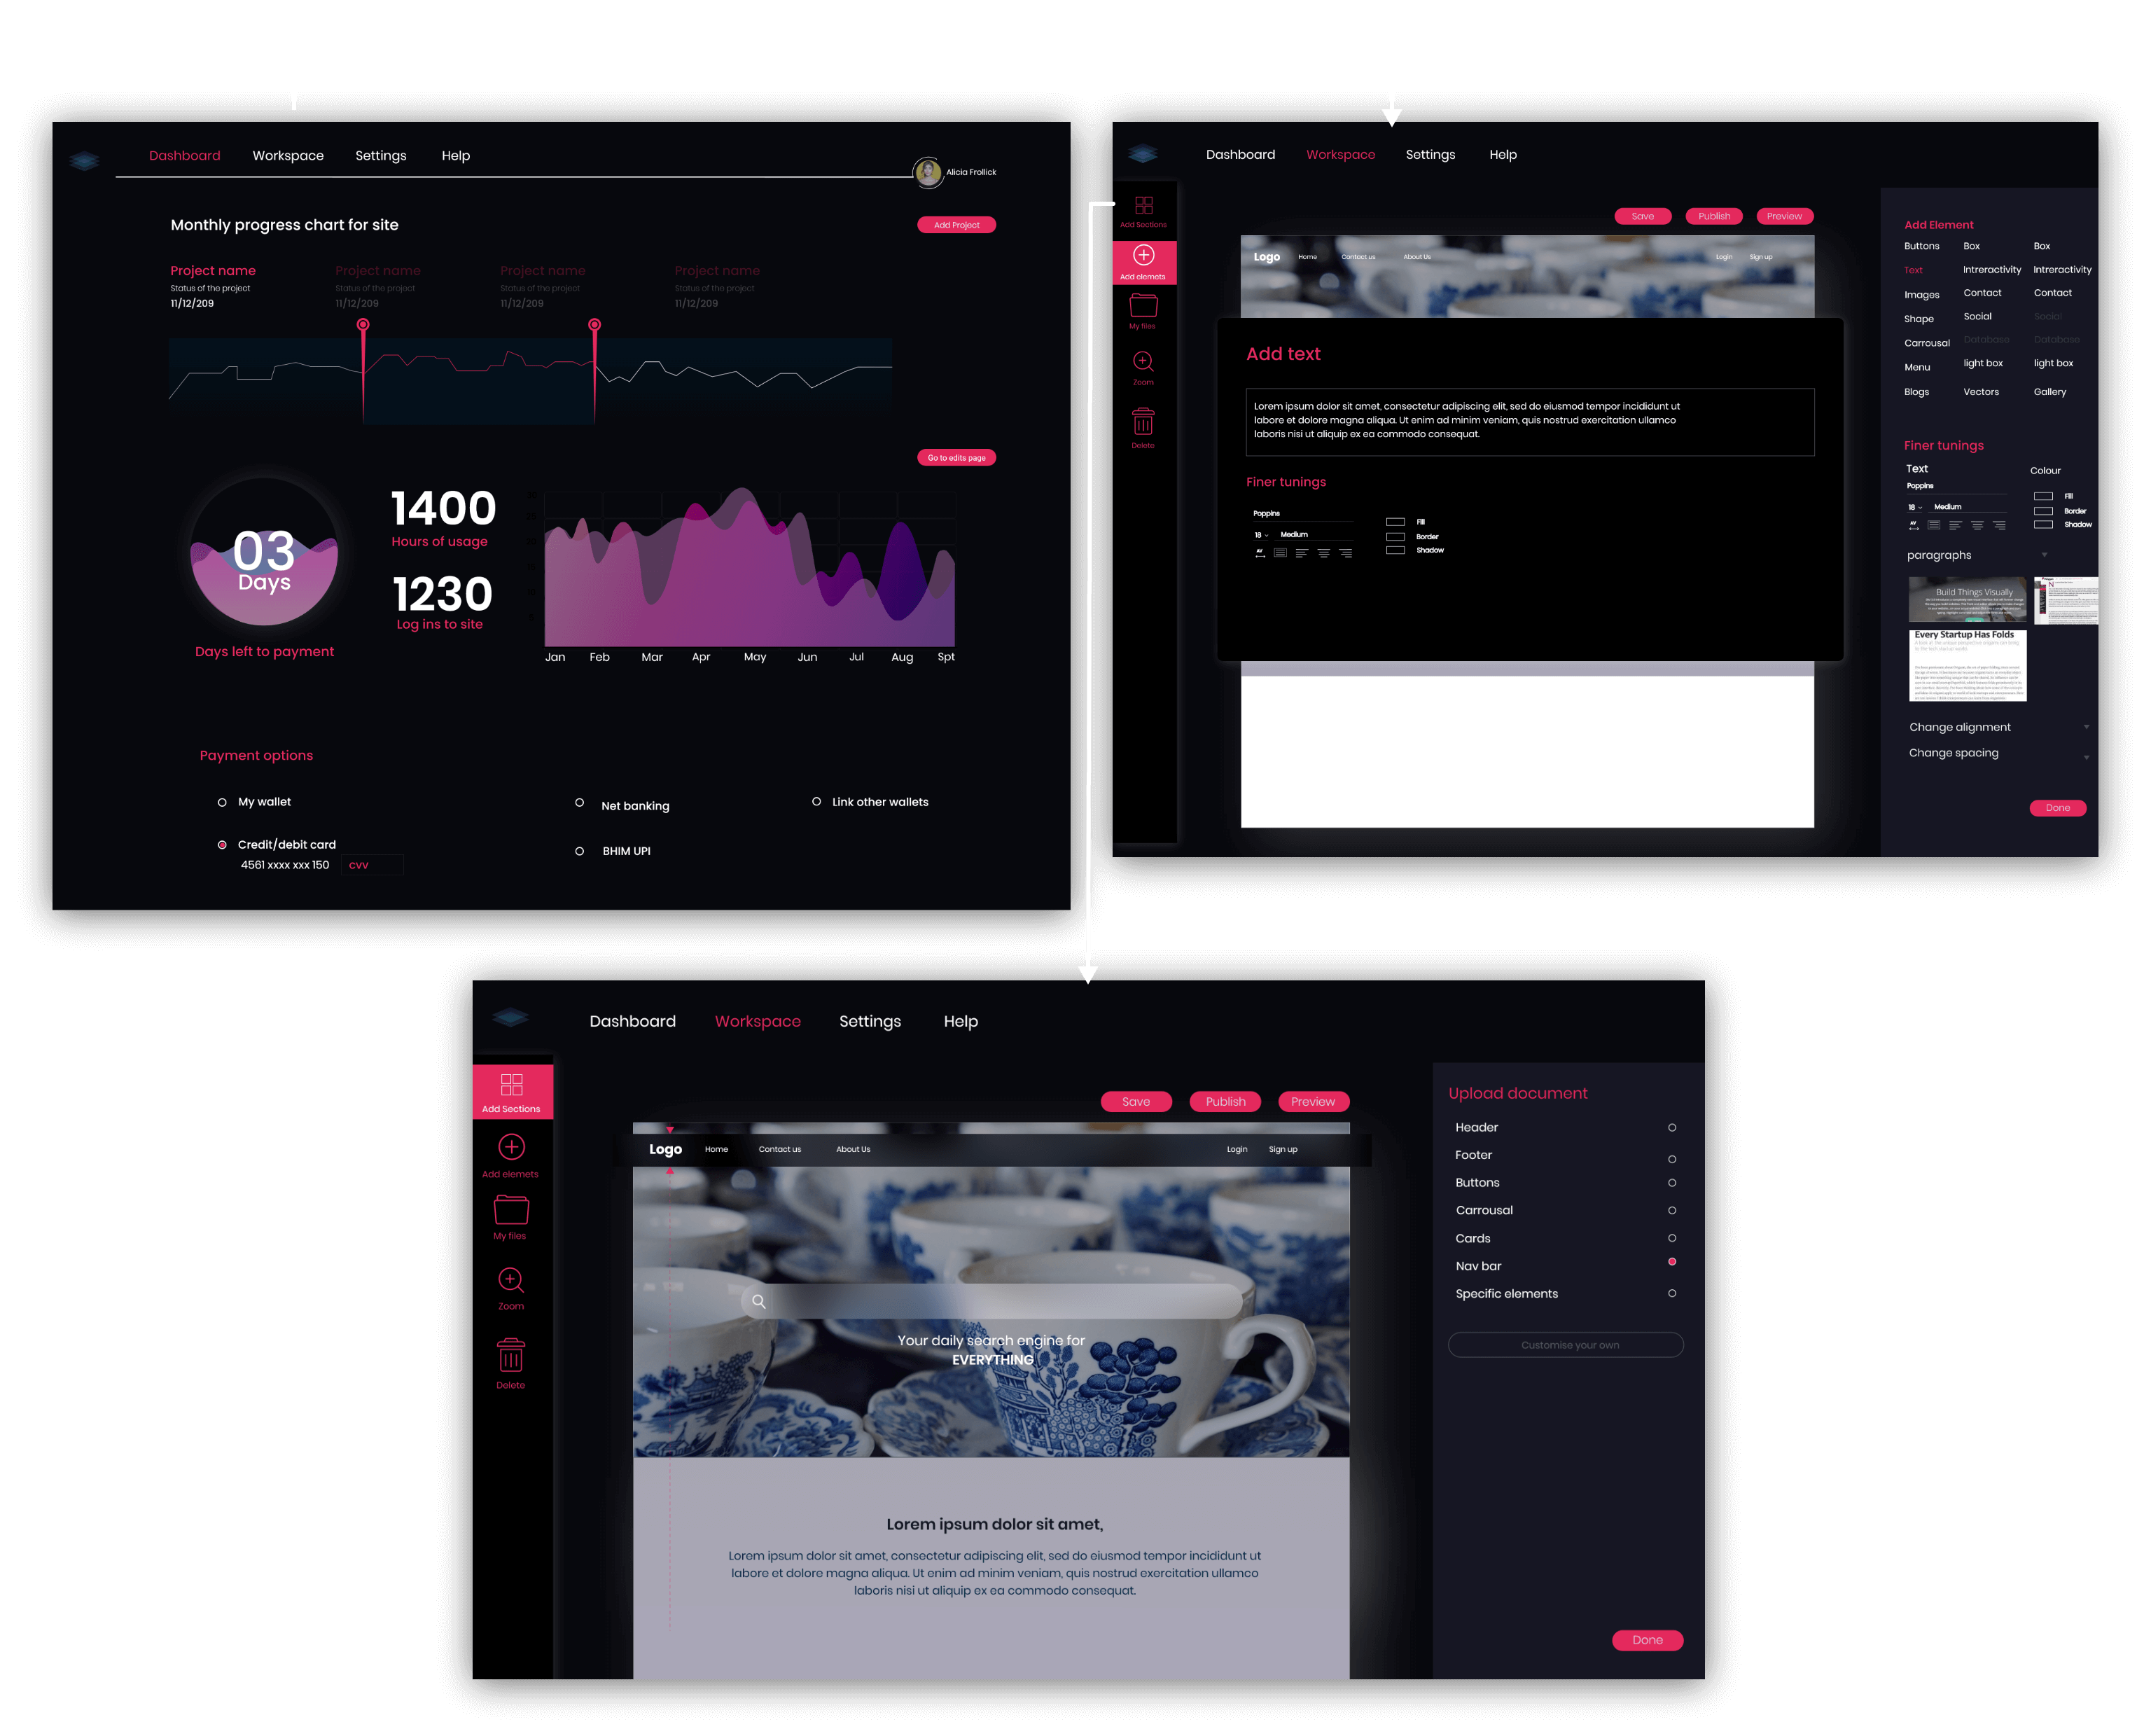 Dashboard Workspace Settings Help
Alicia Frollick
Monthly progress chart for site
Add Project
Project name Project name Project name Project name
Status of the project Status of the project Status of the project Status of the project
11/12/209 11/12/209 11/12/209 11/12/209
Go to edits page
03
Days
Days left to payment
1400
Hours of usage
1230
Log ins to site
Jan Feb Mar Apr May Jun Jul Aug Spt
Payment options
My wallet
Net banking
Link other wallets
Credit/debit card
4561 xxxx xxx 150 cvv
BHIM UPI
Dashboard Workspace Settings Help
Add Sections
Add elemets
My files
Zoom
Delete
Save Publish Preview
Logo Home Contact us About Us Login Sign up
Add text
Lorem ipsum dolor sit amet, consectetur adipiscing elit, sed do eiusmod tempor incididunt ut
labore et dolore magna aliqua. Ut enim ad minim veniam, quis nostrud exercitation ullamco
laboris nisi ut aliquip ex ea commodo consequat.
Finer tunings
Poppins
18 Medium
AV
Fill
Border
Shadow
Add Element
Buttons Box Box
Text Intreractivity Intreractivity
Images Contact Contact
Shape Social Social
Carrousal Database Database
Menu light box light box
Blogs Vectors Gallery
Finer tunings
Text Colour
Poppins
18 Medium
AV
Fill
Border
Shadow
paragraphs
Build Things Visually
Every Startup Has Folds
Change alignment
Change spacing
Done
Dashboard Workspace Settings Help
Add Sections
Add elemets
My files
Zoom
Delete
Save Publish Preview
Logo Home Contact us About Us Login Sign up
Your daily search engine for
EVERYTHING
Lorem ipsum dolor sit amet,
Lorem ipsum dolor sit amet, consectetur adipiscing elit, sed do eiusmod tempor incididunt ut
labore et dolore magna aliqua. Ut enim ad minim veniam, quis nostrud exercitation ullamco
laboris nisi ut aliquip ex ea commodo consequat.
Upload document
Header
Footer
Buttons
Carrousal
Cards
Nav bar
Specific elements
Customise your own
Done